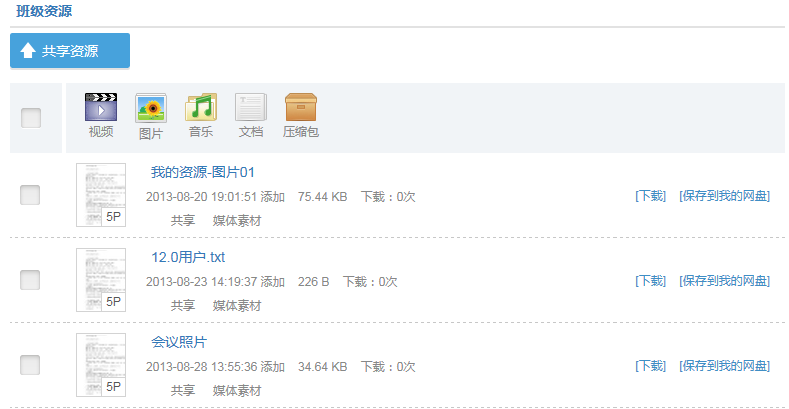 班级资源
共享资源
视频 图片 音乐 文档 压缩包
我的资源-图片01
2013-08-20 19:01:51 添加 75.44 KB 下载：0次 [下载] [保存到我的网盘]
5P
共享 媒体素材
12.0用户.txt
2013-08-23 14:19:37 添加 226 B 下载：0次 [下载] [保存到我的网盘]
5P
共享 媒体素材
会议照片
2013-08-28 13:55:36 添加 34.64 KB 下载：0次 [下载] [保存到我的网盘]
5P
共享 媒体素材